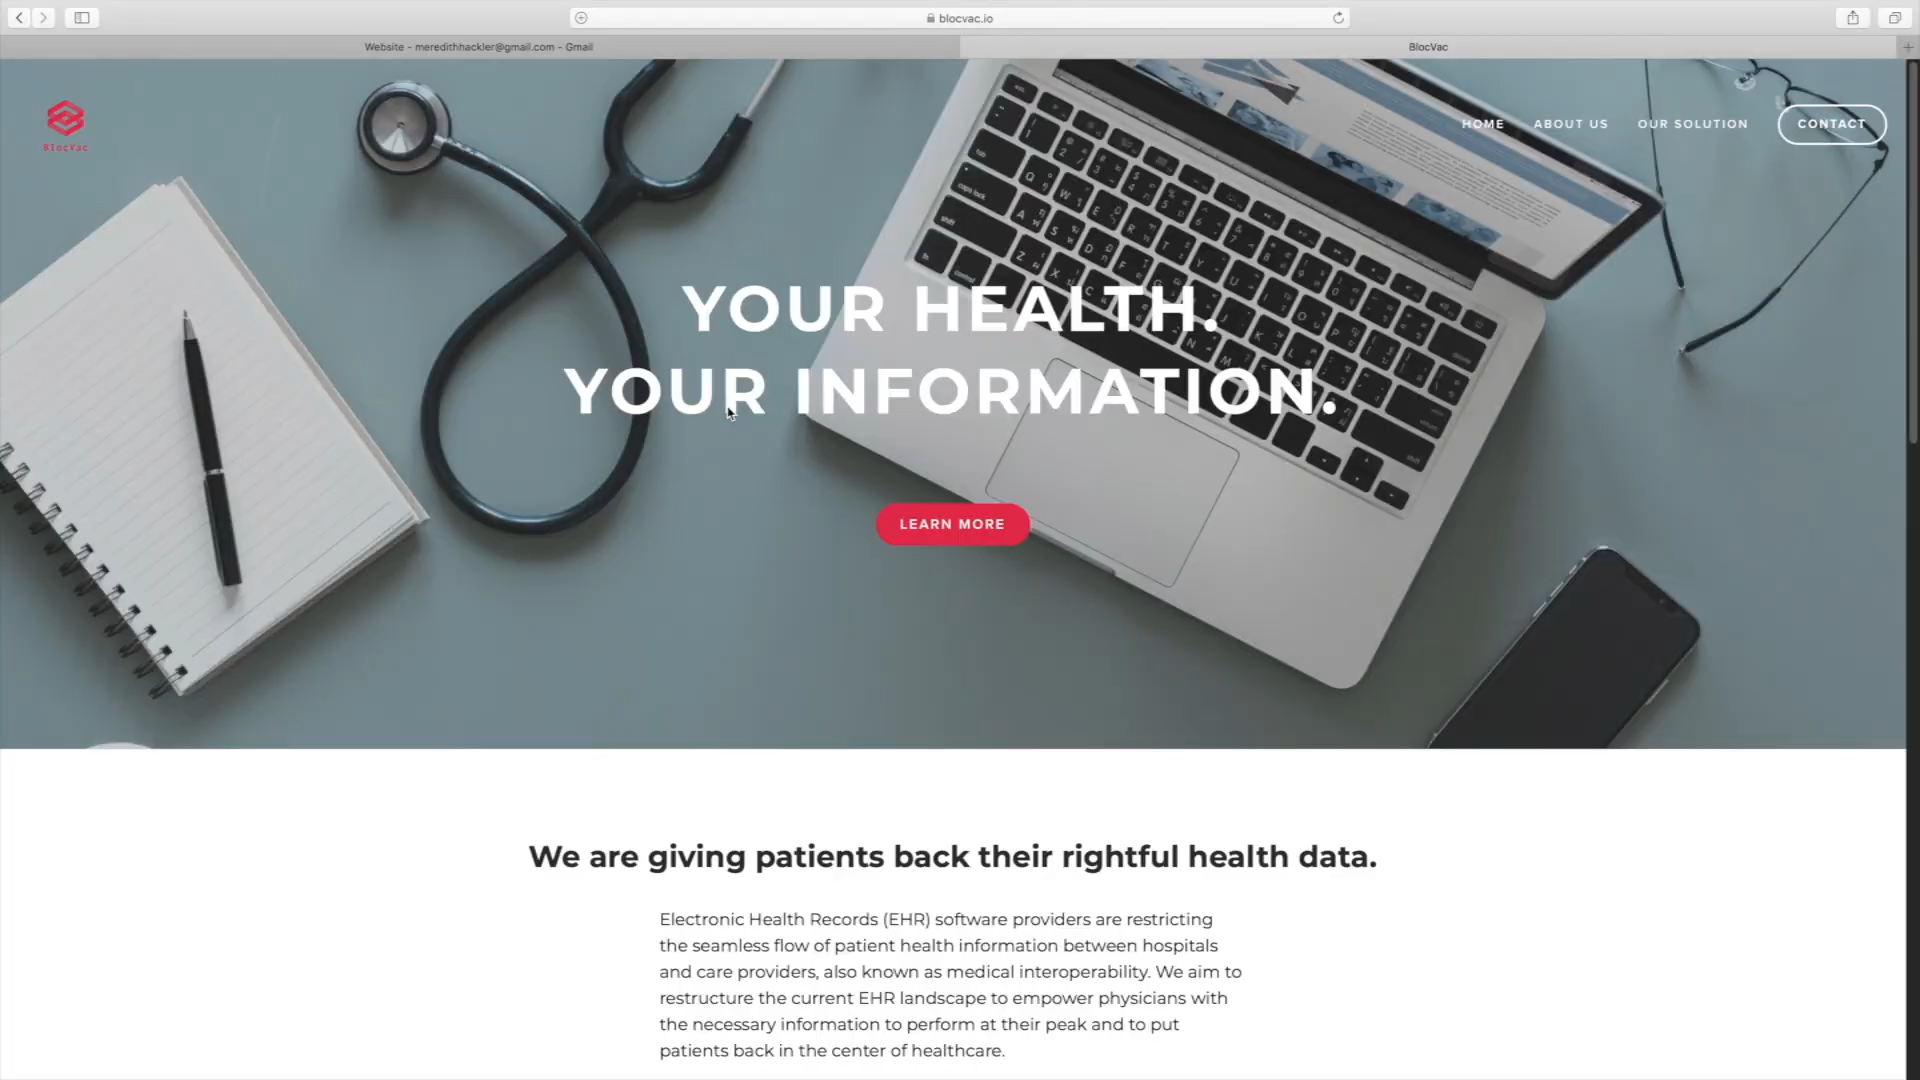 blocvac.io
Website - meredithhackler@gmail.com - Gmail
BlocVac
BlocVac
HOME
ABOUT US
OUR SOLUTION
CONTACT
YOUR HEALTH.
YOUR INFORMATION.
LEARN MORE
We are giving patients back their rightful health data.
Electronic Health Records (EHR) software providers are restricting
the seamless flow of patient health information between hospitals
and care providers, also known as medical interoperability. We aim to
restructure the current EHR landscape to empower physicians with
the necessary information to perform at their peak and to put
patients back in the center of healthcare.